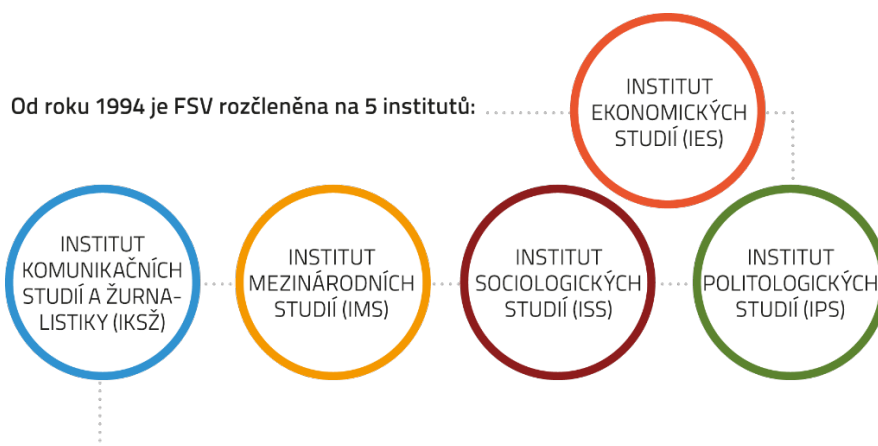 Od roku 1994 je FSV rozčleněna na 5 institutů:
INSTITUT
EKONOMICKÝCH
STUDIÍ (IES)
INSTITUT
KOMUNIKAČNÍCH
STUDIÍ A ŽURNA-
LISTIKY (IKSŽ)
INSTITUT
MEZINÁRODNÍCH
STUDIÍ (IMS)
INSTITUT
SOCIOLOGICKÝCH
STUDIÍ (ISS)
INSTITUT
POLITOLOGICKÝCH
STUDIÍ (IPS)